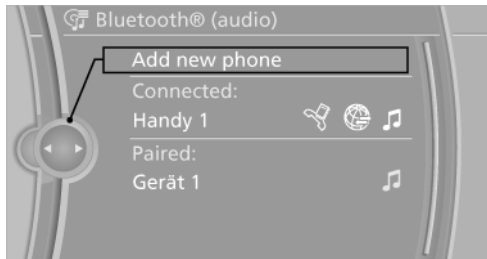 Bluetooth® (audio)
Add new phone
Connected:
Handy 1
Paired:
Gerät 1